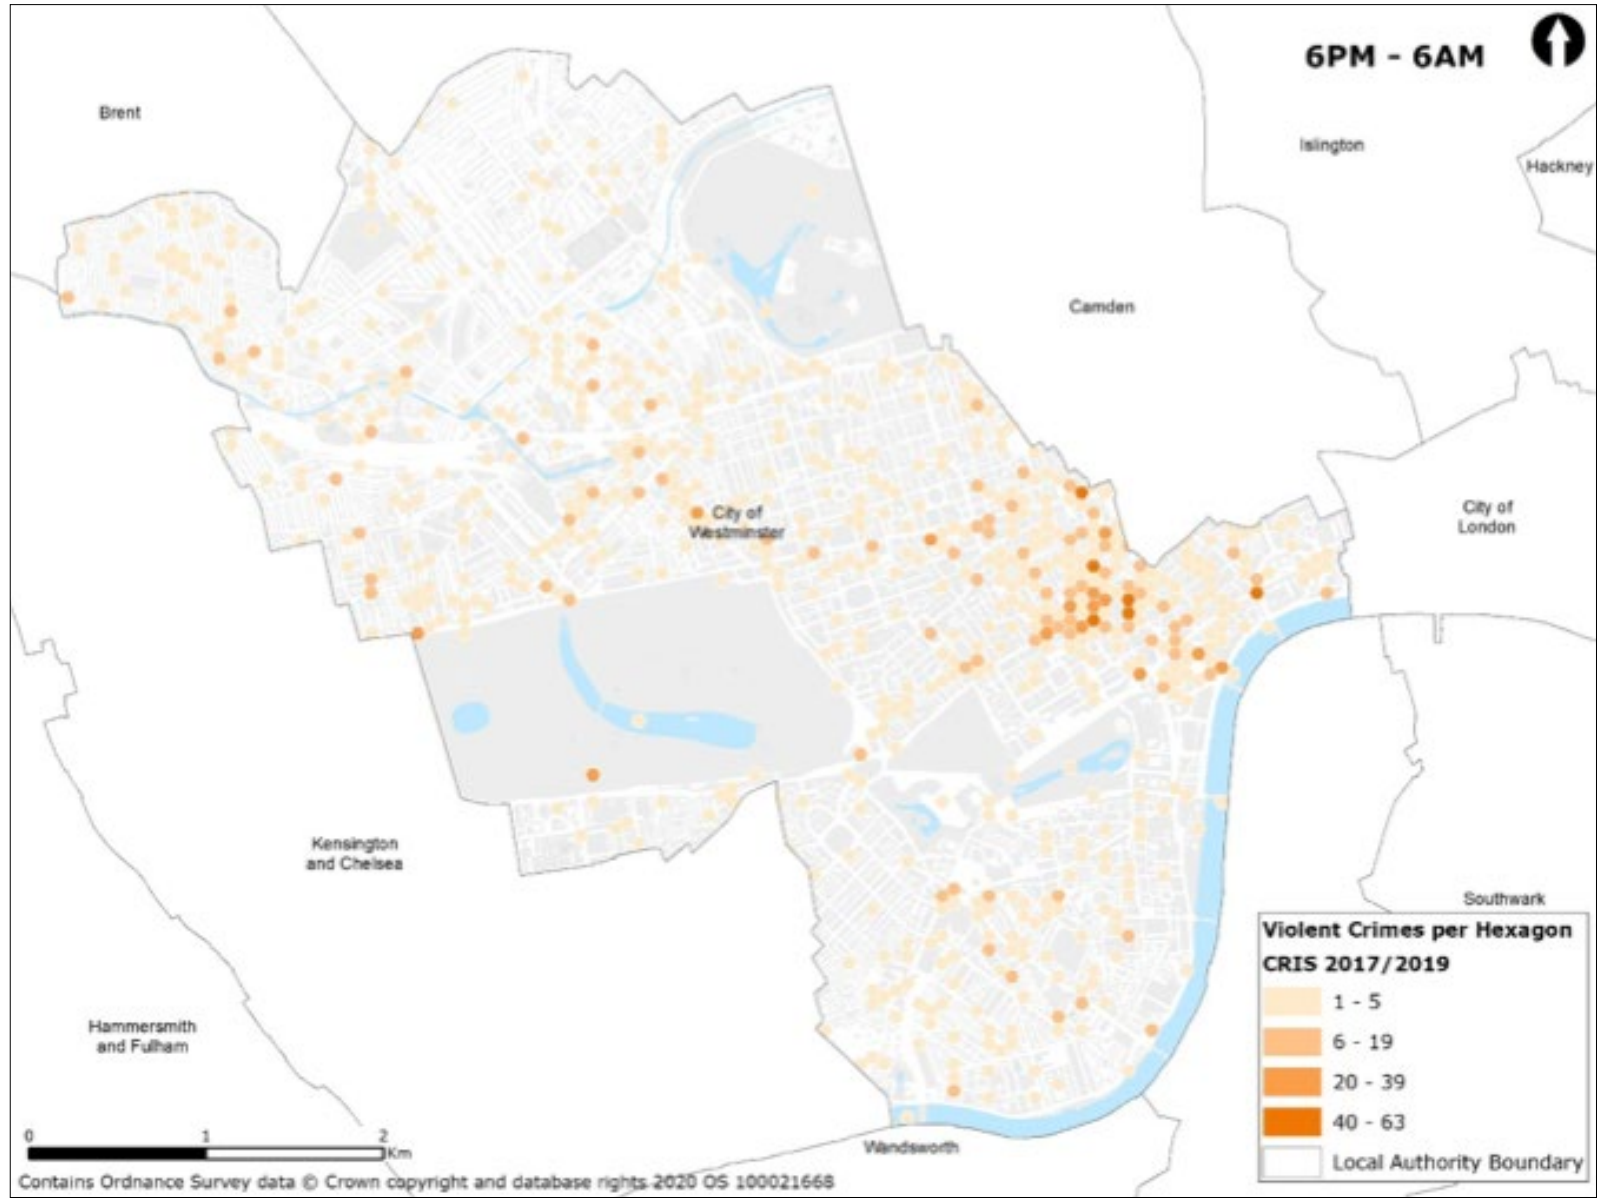 6PM - 6AM
Brent
Islington
Hackney
Camden
City of
Westminster
City of
London
Kensington
and Chelsea
Southwark
Hammersmith
and Fulham
Wandsworth
Violent Crimes per Hexagon
CRIS 2017/2019
1 - 5
6 - 19
20 - 39
40 - 63
Local Authority Boundary
0 1 2
Km
Contains Ordnance Survey data © Crown copyright and database rights 2020 OS 100021668